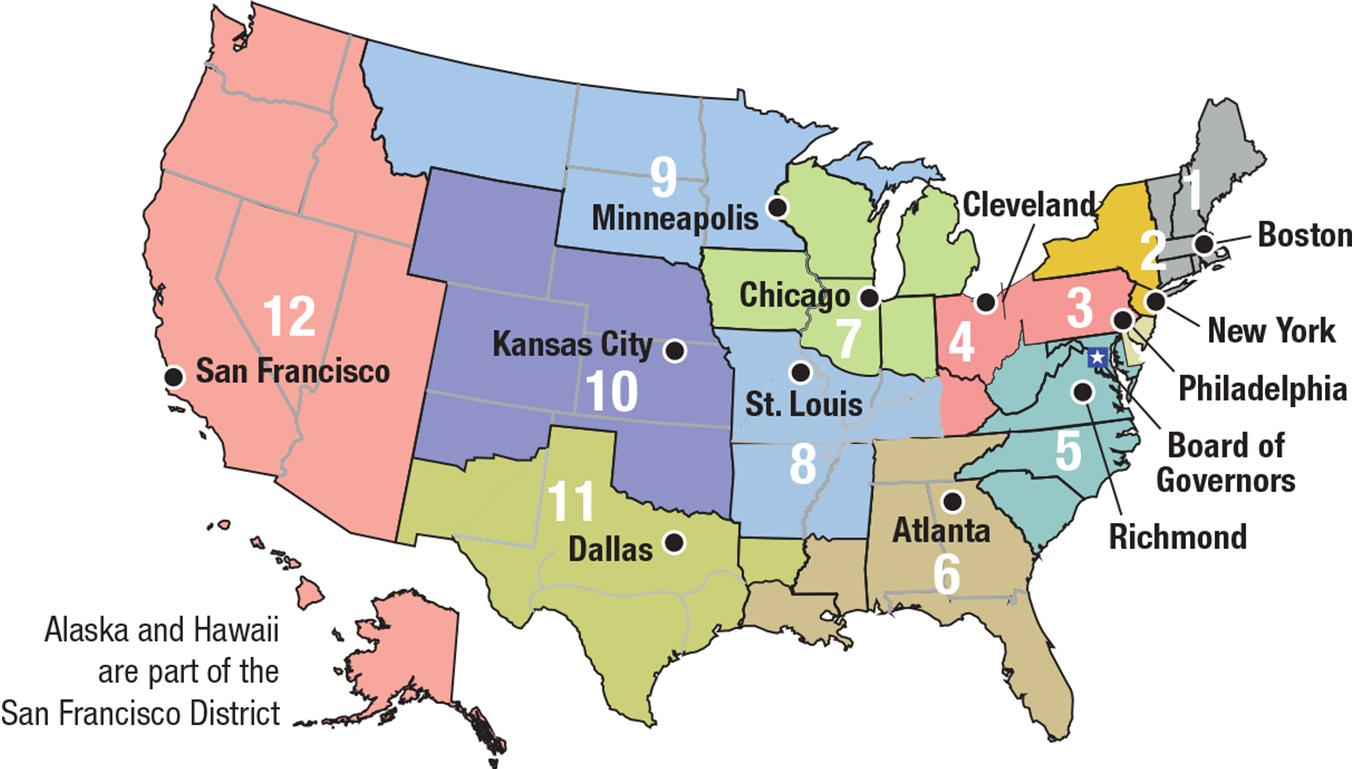 9
Minneapolis
Cleveland
1
Boston
2
Chicago
7
4
3
New York
12
San Francisco
Kansas City
10
St. Louis
Philadelphia
8
5
Board of
Governors
11
Dallas
Atlanta
6
Richmond
Alaska and Hawaii
are part of the
San Francisco District